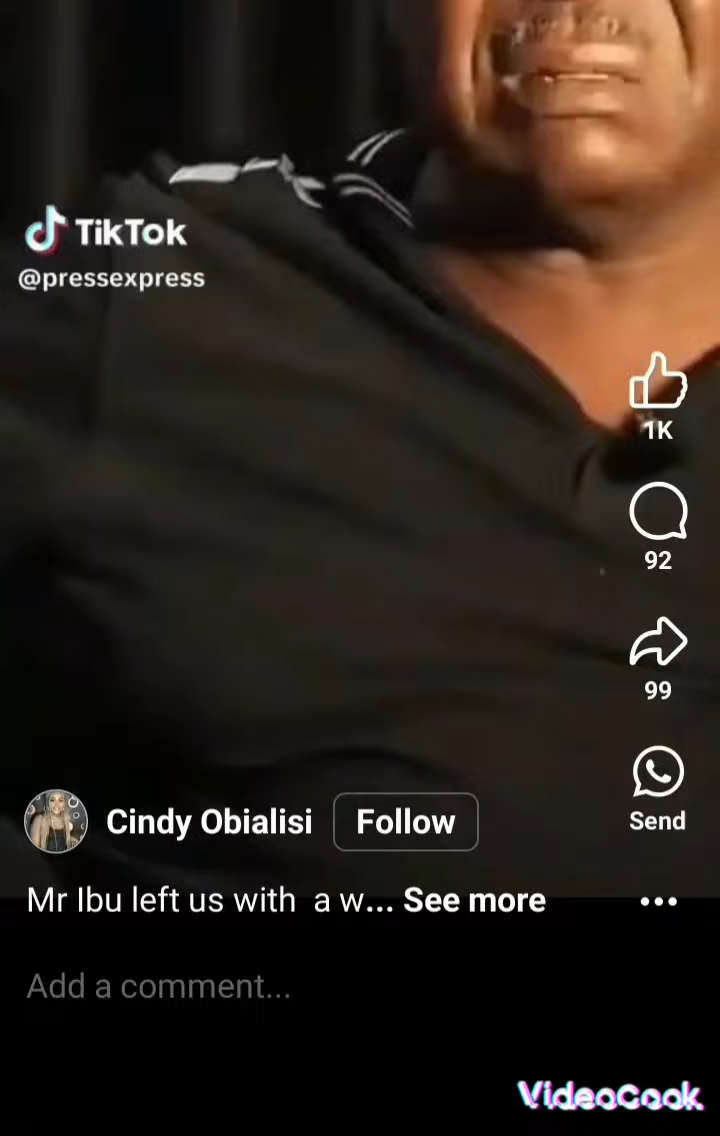 TikTok
@pressexpress
1K
92
99
Send
Cindy Obialisi Follow
Mr Ibu left us with a w... See more
Add a comment...
VideoCook